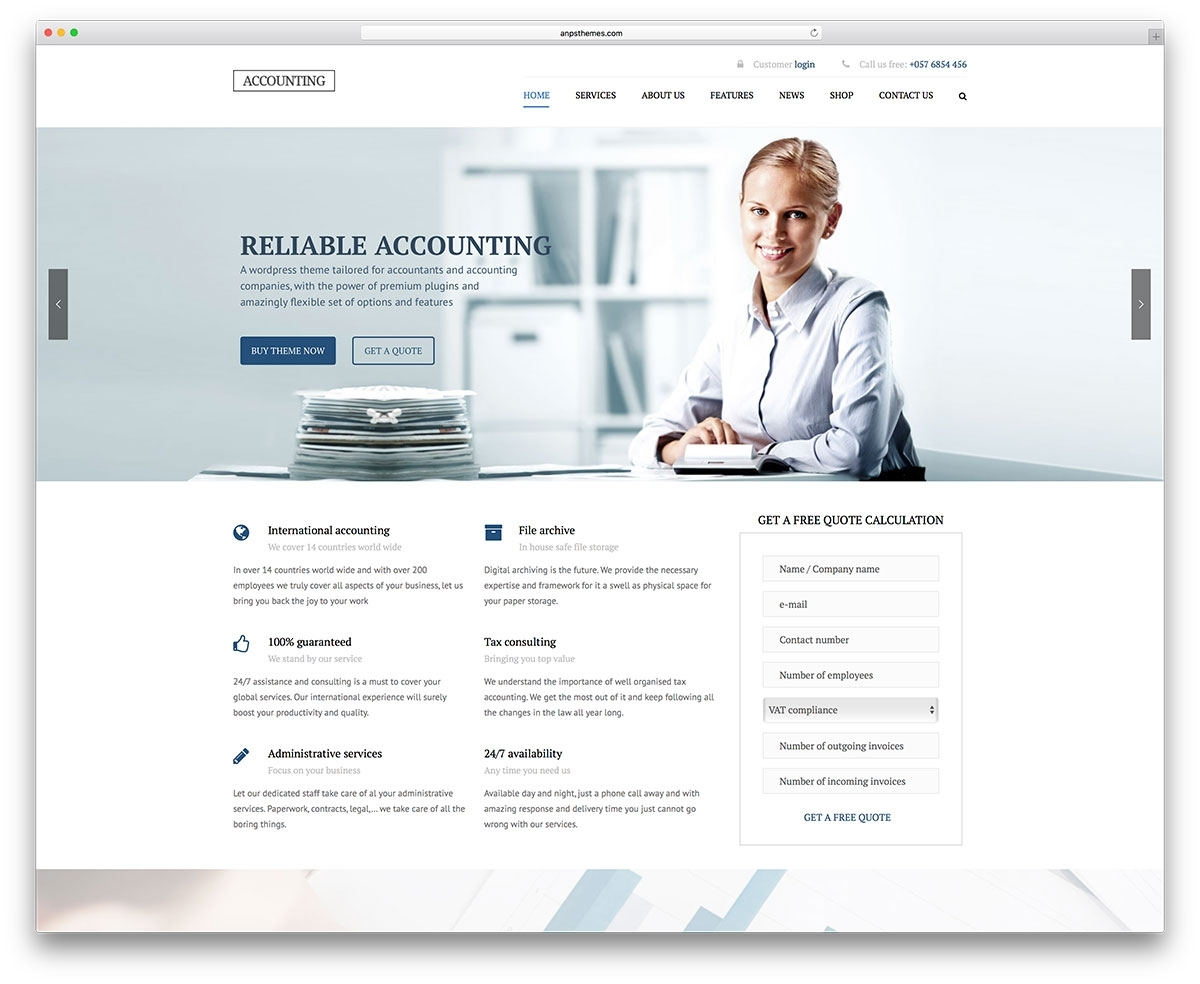 anpsthemes.com
ACCOUNTING
Customer login
Call us free: +057 6854 456
HOME SERVICES ABOUT US FEATURES NEWS SHOP CONTACT US
RELIABLE ACCOUNTING
A wordpress theme tailored for accountants and accounting
companies, with the power of premium plugins and
amazingly flexible set of options and features
BUY THEME NOW
GET A QUOTE
International accounting
We cover 14 countries world wide
In over 14 countries world wide and with over 200
employees we truly cover all aspects of your business, let us
bring you back the joy to your work
File archive
In house safe file storage
Digital archiving is the future. We provide the necessary
expertise and framework for it a swell as physical space for
your paper storage.
100% guaranteed
We stand by our service
24/7 assistance and consulting is a must to cover your
global services. Our international experience will surely
boost your productivity and quality.
Tax consulting
Bringing you top value
We understand the importance of well organised tax
accounting. We get the most out of it and keep following all
the changes in the law all year long.
Administrative services
Focus on your business
Let our dedicated staff take care of al your administrative
services. Paperwork, contracts, legal,... we take care of all the
boring things.
24/7 availability
Any time you need us
Available day and night, just a phone call away and with
amazing response and delivery time you just cannot go
wrong with our services.
GET A FREE QUOTE CALCULATION
Name / Company name
e-mail
Contact number
Number of employees
VAT compliance
Number of outgoing invoices
Number of incoming invoices
GET A FREE QUOTE